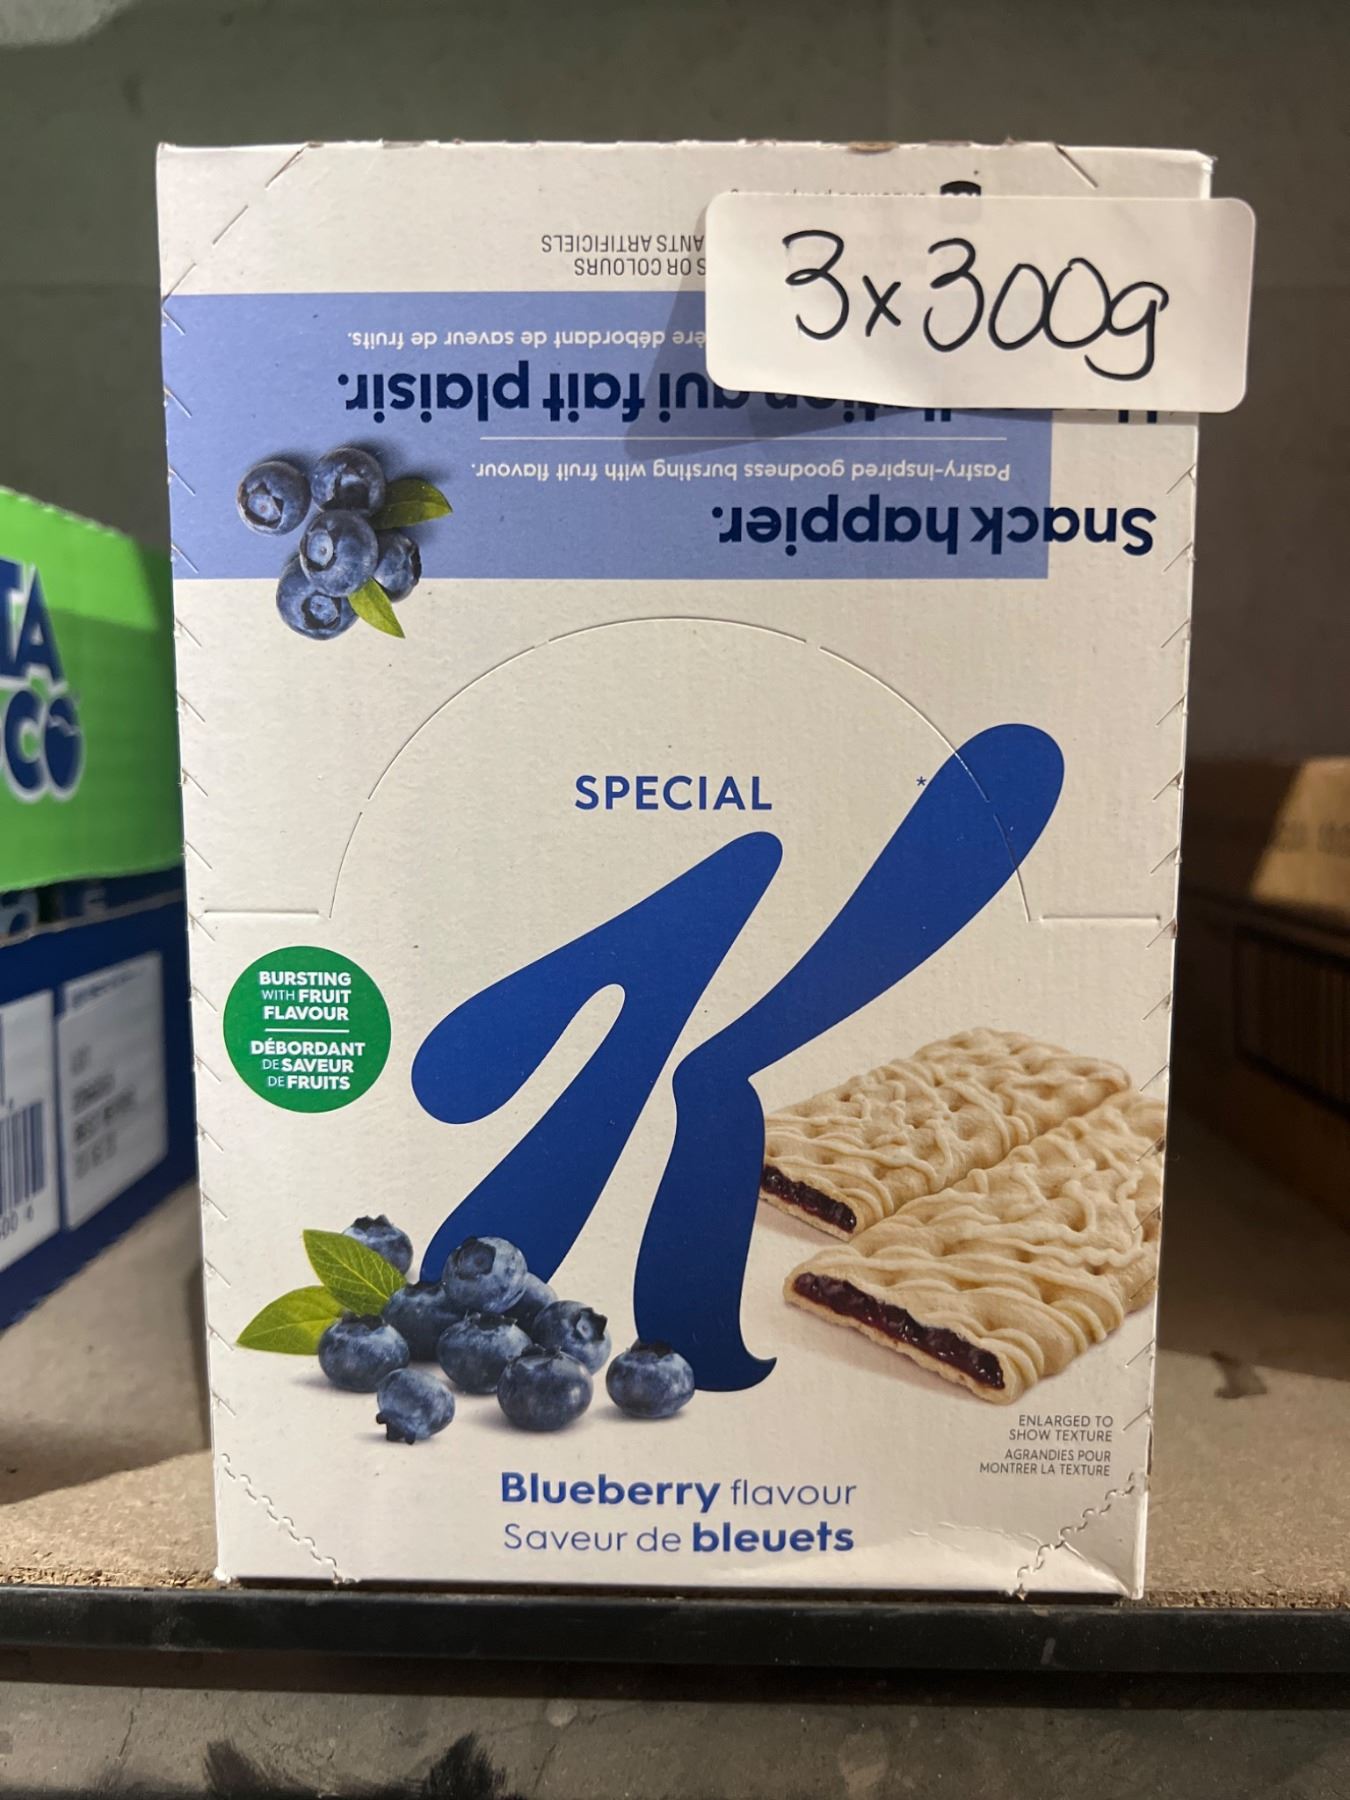 3x300g
S OR COLOURS
ANTS ARTIFICIELS
Snack happier.
Pastry-inspired goodness bursting with fruit flavour.
qui fait plaisir.
débordant de saveur de fruits.
SPECIAL
*
K
BURSTING
WITH FRUIT
FLAVOUR
DÉBORDANT
DE SAVEUR
DE FRUITS
ENLARGED TO
SHOW TEXTURE
AGRANDIES POUR
MONTRER LA TEXTURE
Blueberry flavour
Saveur de bleuets
TA
CO